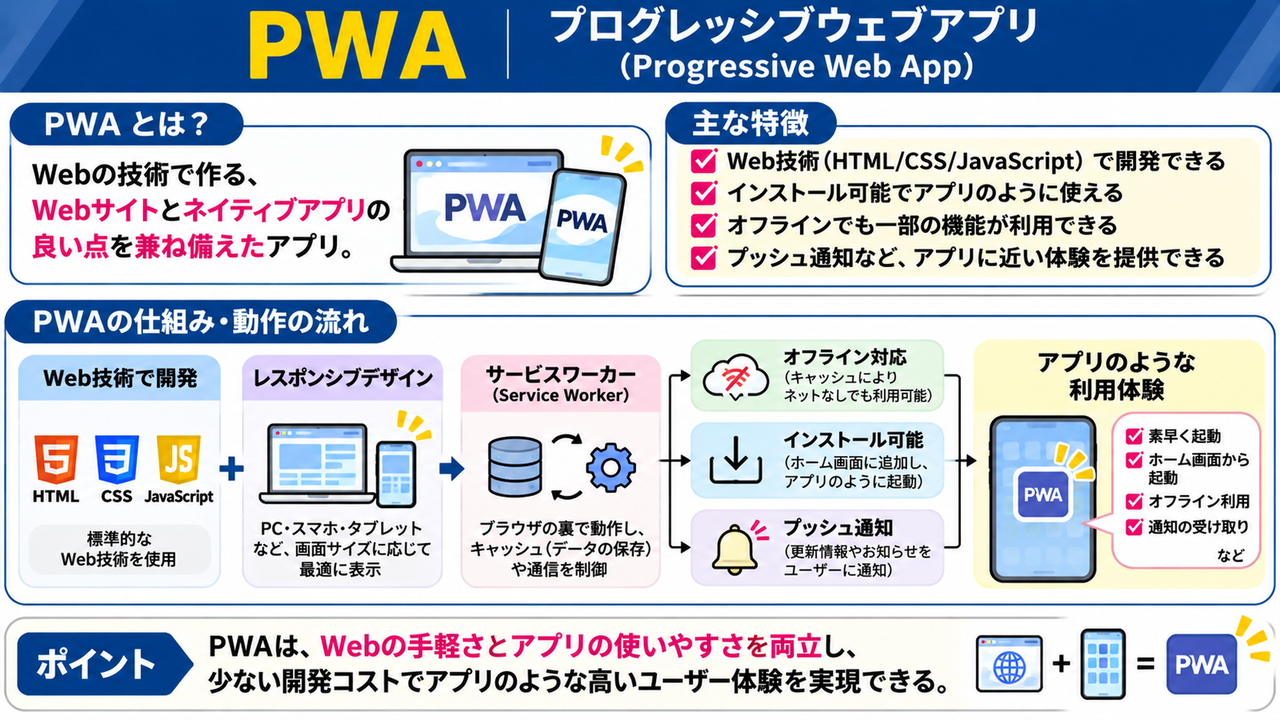 PWA
プログレッシブウェブアプリ
（Progressive Web App）
PWA とは？
Webの技術で作る、
Webサイトとネイティブアプリの
良い点を兼ね備えたアプリ。
PWA
PWA
主な特徴
Web技術（HTML/CSS/JavaScript）で開発できる
インストール可能でアプリのように使える
オフラインでも一部の機能が利用できる
プッシュ通知など、アプリに近い体験を提供できる
PWAの仕組み・動作の流れ
Web技術で開発
5
3
JS
HTML
CSS
JavaScript
標準的な
Web技術を使用
+
レスポンシブデザイン
PC・スマホ・タブレット
など、画面サイズに応じて
最適に表示
サービスワーカー
（Service Worker）
ブラウザの裏で動作し、
キャッシュ（データの保存）
や通信を制御
オフライン対応
（キャッシュにより
ネットなしでも利用可能）
インストール可能
（ホーム画面に追加し、
アプリのように起動）
プッシュ通知
（更新情報やお知らせを
ユーザーに通知）
アプリのような
利用体験
PWA
素早く起動
ホーム画面から
起動
オフライン利用
通知の受け取り
など
ポイント
PWAは、Webの手軽さとアプリの使いやすさを両立し、
少ない開発コストでアプリのような高いユーザー体験を実現できる。
+
=
PWA